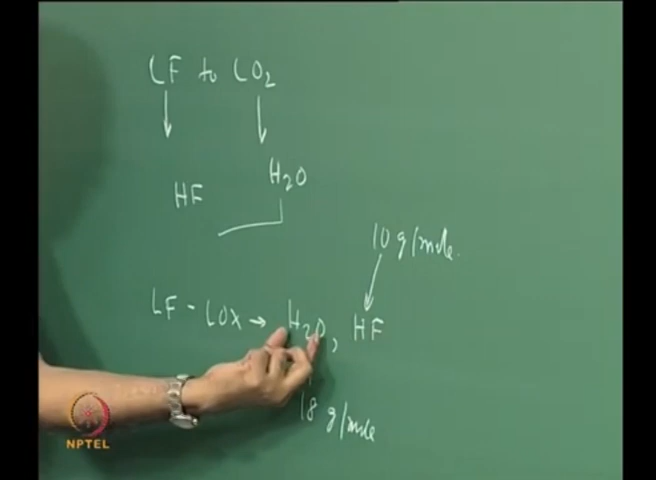 LF to LO2
HF H2O
10 g/mole.
LF - LOX → H2O, HF
18 g/mole
NPTEL